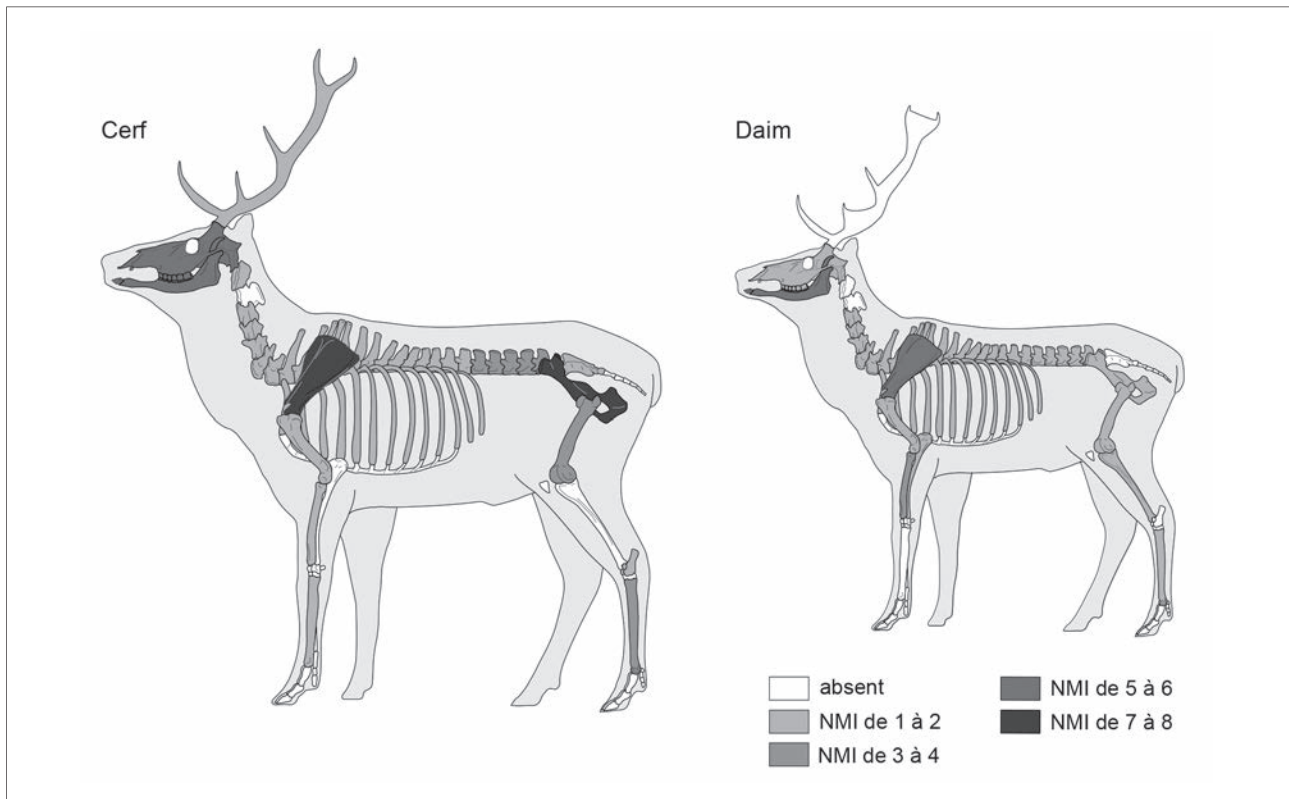 Cerf
Daim
absent
NMI de 1 à 2
NMI de 3 à 4
NMI de 5 à 6
NMI de 7 à 8